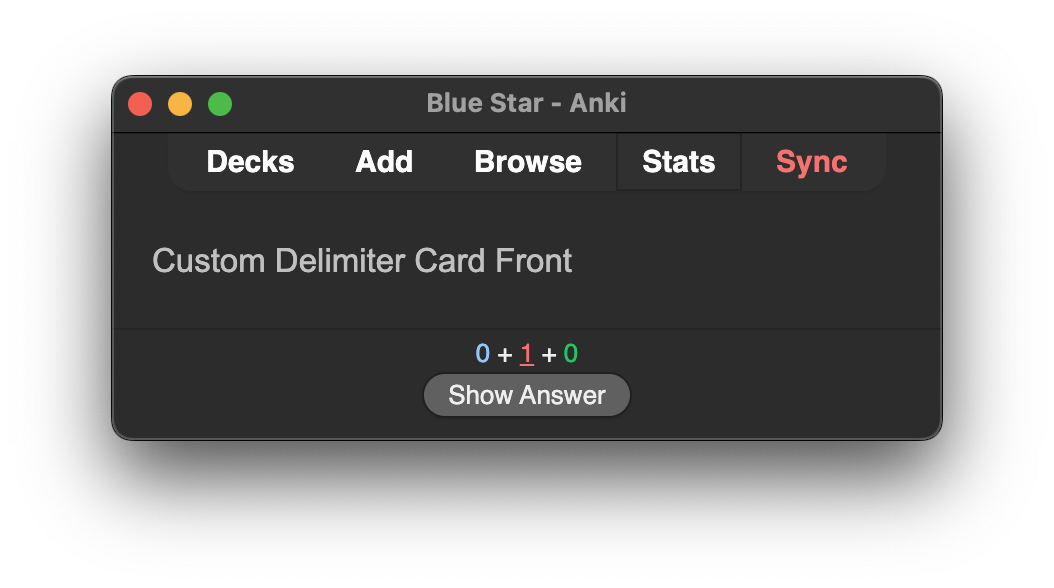 Blue Star - Anki
Decks Add Browse Stats Sync
Custom Delimiter Card Front
0 + 1 + 0
Show Answer